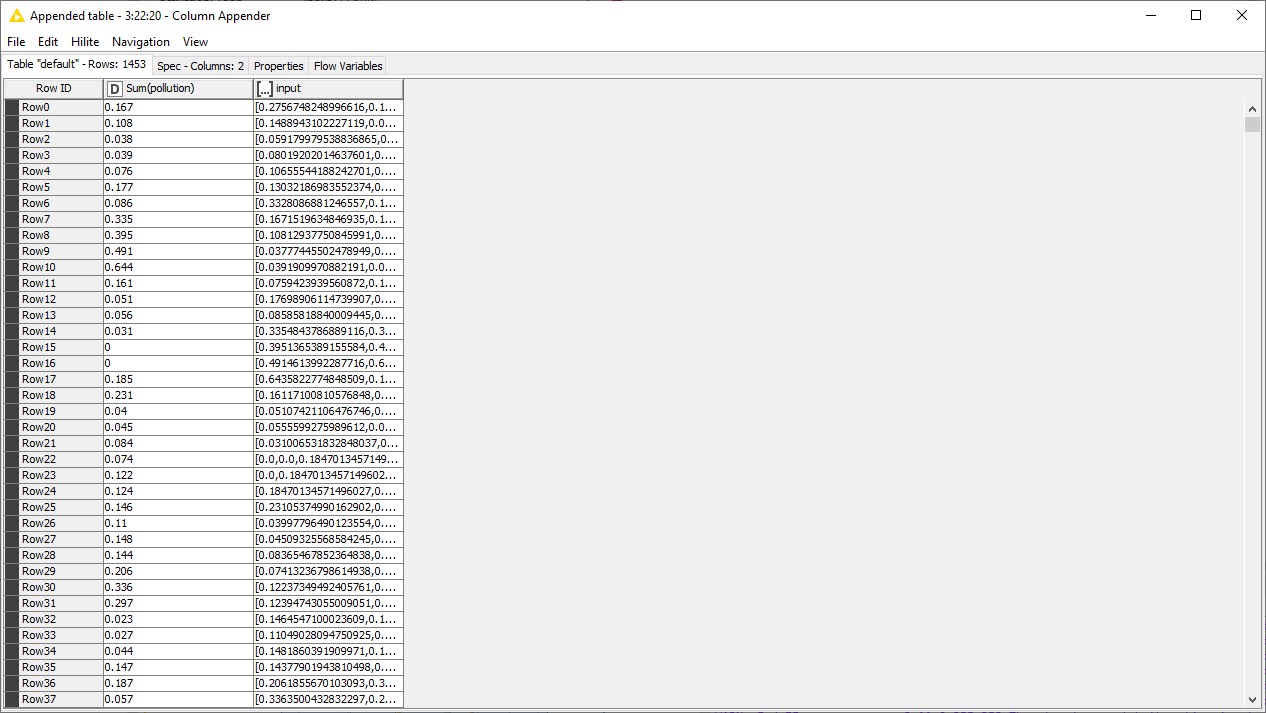 Appended table - 3:22:20 - Column Appender
File Edit Hilite Navigation View
Table "default" - Rows: 1453 Spec - Columns: 2 Properties Flow Variables
Row ID D Sum(pollution) [...] input
Row0 0.167 [0.2756748248996616,0.1...
Row1 0.108 [0.1488943102227119,0.0...
Row2 0.038 [0.059179979538836865,0...
Row3 0.039 [0.08019202014637601,0....
Row4 0.076 [0.10655544188242701,0....
Row5 0.177 [0.13032186983552374,0....
Row6 0.086 [0.3328086881246557,0.1...
Row7 0.335 [0.1671519634846935,0.1...
Row8 0.395 [0.10812937750845991,0....
Row9 0.491 [0.03777445502478949,0....
Row10 0.644 [0.0391909970882191,0.0...
Row11 0.161 [0.0759423939560872,0.1...
Row12 0.051 [0.17698906114739907,0....
Row13 0.056 [0.08585818840009445,0....
Row14 0.031 [0.3354843786889116,0.3...
Row15 0 [0.3951365389155584,0.4...
Row16 0 [0.4914613992287716,0.6...
Row17 0.185 [0.6435822774848509,0.1...
Row18 0.231 [0.16117100810576848,0....
Row19 0.04 [0.05107421106476746,0....
Row20 0.045 [0.0555599275989612,0.0...
Row21 0.084 [0.031006531832848037,0...
Row22 0.074 [0.0,0.0,0.1847013457149...
Row23 0.122 [0.0,0.1847013457149602...
Row24 0.124 [0.18470134571496027,0....
Row25 0.146 [0.23105374990162902,0....
Row26 0.11 [0.03997796490123554,0....
Row27 0.148 [0.04509325568584245,0....
Row28 0.144 [0.08365467852364838,0....
Row29 0.206 [0.07413236798614938,0....
Row30 0.336 [0.12237349492405761,0....
Row31 0.297 [0.12394743055009051,0....
Row32 0.023 [0.1464547100023609,0.1...
Row33 0.027 [0.11049028094750925,0....
Row34 0.044 [0.1481860391909971,0.1...
Row35 0.147 [0.14377901943810498,0....
Row36 0.187 [0.2061855670103093,0.3...
Row37 0.057 [0.3363500432832297,0.2...